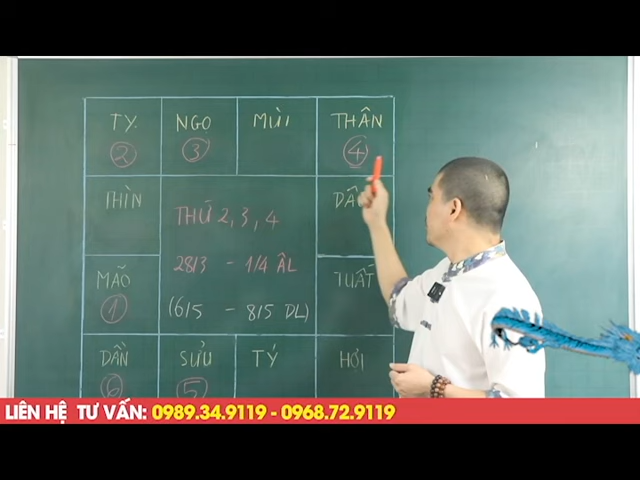 TỴ NGỌ MÙI THÂN
2 3 4
THÌN
THỨ 2, 3, 4
MÃO 28/3 - 1/4 ÂL TUẤT
1 (6/5 - 8/5 DL)
DẦN SỬU TÝ HỢI
6 5
LIÊN HỆ TƯ VẤN: 0989.34.9119 - 0968.72.9119